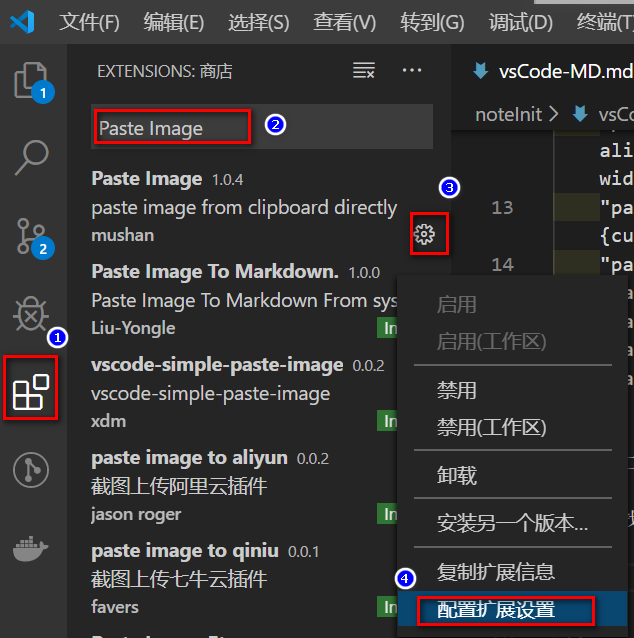 文件(F) 编辑(E) 选择(S) 查看(V) 转到(G) 调试(D) 终端(T
EXTENSIONS: 商店
vsCode-MD.md
1
Paste Image
2
noteInit
vsCo
Paste Image 1.0.4
paste image from clipboard directly
mushan
3
ali
wid
13 "pa
{cu
14 "pa
2
Paste Image To Markdown. 1.0.0
Paste Image To Markdown From sys
Liu-Yongle
In
1
vscode-simple-paste-image 0.0.2
vscode-simple-paste-image
xdm
In
paste image to aliyun 0.0.2
截图上传阿里云插件
jason roger
In
paste image to qiniu 0.0.1
截图上传七牛云插件
favers
In
启用
启用(工作区)
禁用
禁用(工作区)
卸载
安装另一个版本...
复制扩展信息
4
配置扩展设置